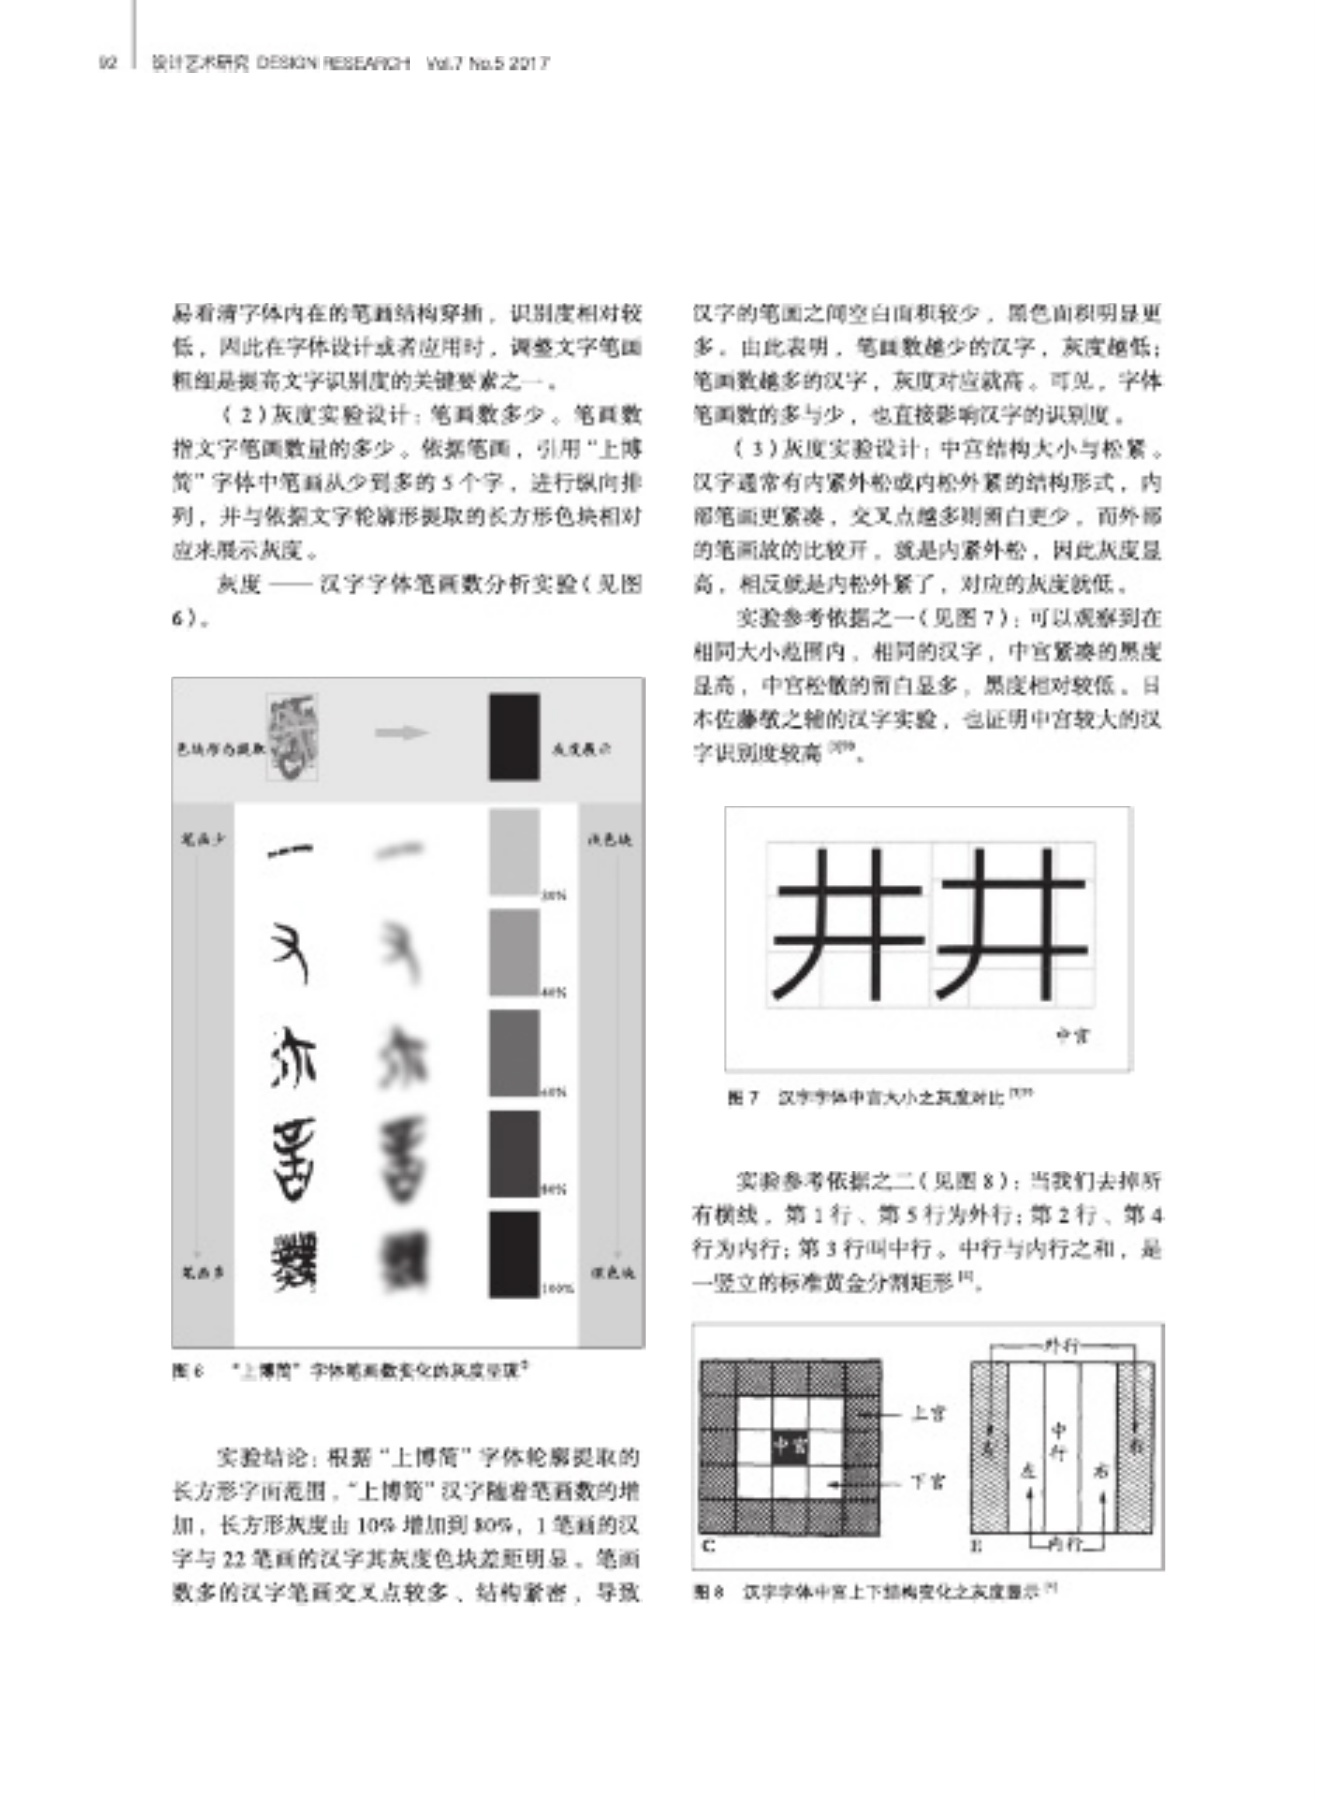 92 设计艺术研究 DESIGN RESEARCH Vol.7 No.5 2017
易看清字体内在的笔画结构穿插，识别度相对较
低，因此在字体设计或者应用时，调整文字笔画
粗细是提高文字识别度的关键要素之一。
（2）灰度实验设计：笔画数多少。笔画数
指文字笔画数量的多少。依据笔画，引用“上博
简”字体中笔画从少到多的5个字，进行纵向排
列，并与依据文字轮廓形提取的长方形色块相对
应来展示灰度。
灰度——汉字字体笔画数分析实验（见图
6）。
色块形态提取
灰度展示
笔画少
浅色块
20%
40%
60%
80%
笔画多
深色块
100%
图6 “上博简”字体笔画数变化的灰度呈现②
实验结论：根据“上博简”字体轮廓提取的
长方形字面范围，“上博简”汉字随着笔画数的增
加，长方形灰度由10%增加到80%，1笔画的汉
字与22笔画的汉字其灰度色块差距明显。笔画
数多的汉字笔画交叉点较多、结构紧密，导致
汉字的笔画之间空白面积较少，黑色面积明显更
多。由此表明，笔画数越少的汉字，灰度越低；
笔画数越多的汉字，灰度对应就高。可见，字体
笔画数的多与少，也直接影响汉字的识别度。
（3）灰度实验设计：中宫结构大小与松紧。
汉字通常有内紧外松或内松外紧的结构形式，内
部笔画更紧凑，交叉点越多则留白更少，而外部
的笔画放的比较开，就是内紧外松，因此灰度显
高，相反就是内松外紧了，对应的灰度就低。
实验参考依据之一（见图7）：可以观察到在
相同大小范围内，相同的汉字，中宫紧凑的黑度
显高，中宫松散的留白显多，黑度相对较低。日
本佐藤敬之辅的汉字实验，也证明中宫较大的汉
字识别度较高。
井井
中宫
图7 汉字字体中宫大小之灰度对比
实验参考依据之二（见图8）：当我们去掉所
有横线，第1行、第5行为外行；第2行、第4
行为内行；第3行叫中行。中行与内行之和，是
一竖立的标准黄金分割矩形[4]。
外行
上宫
中宫
下宫
左
中行
右
左
右
C
E
内行
图8 汉字字体中宫上下结构变化之灰度显示[4]